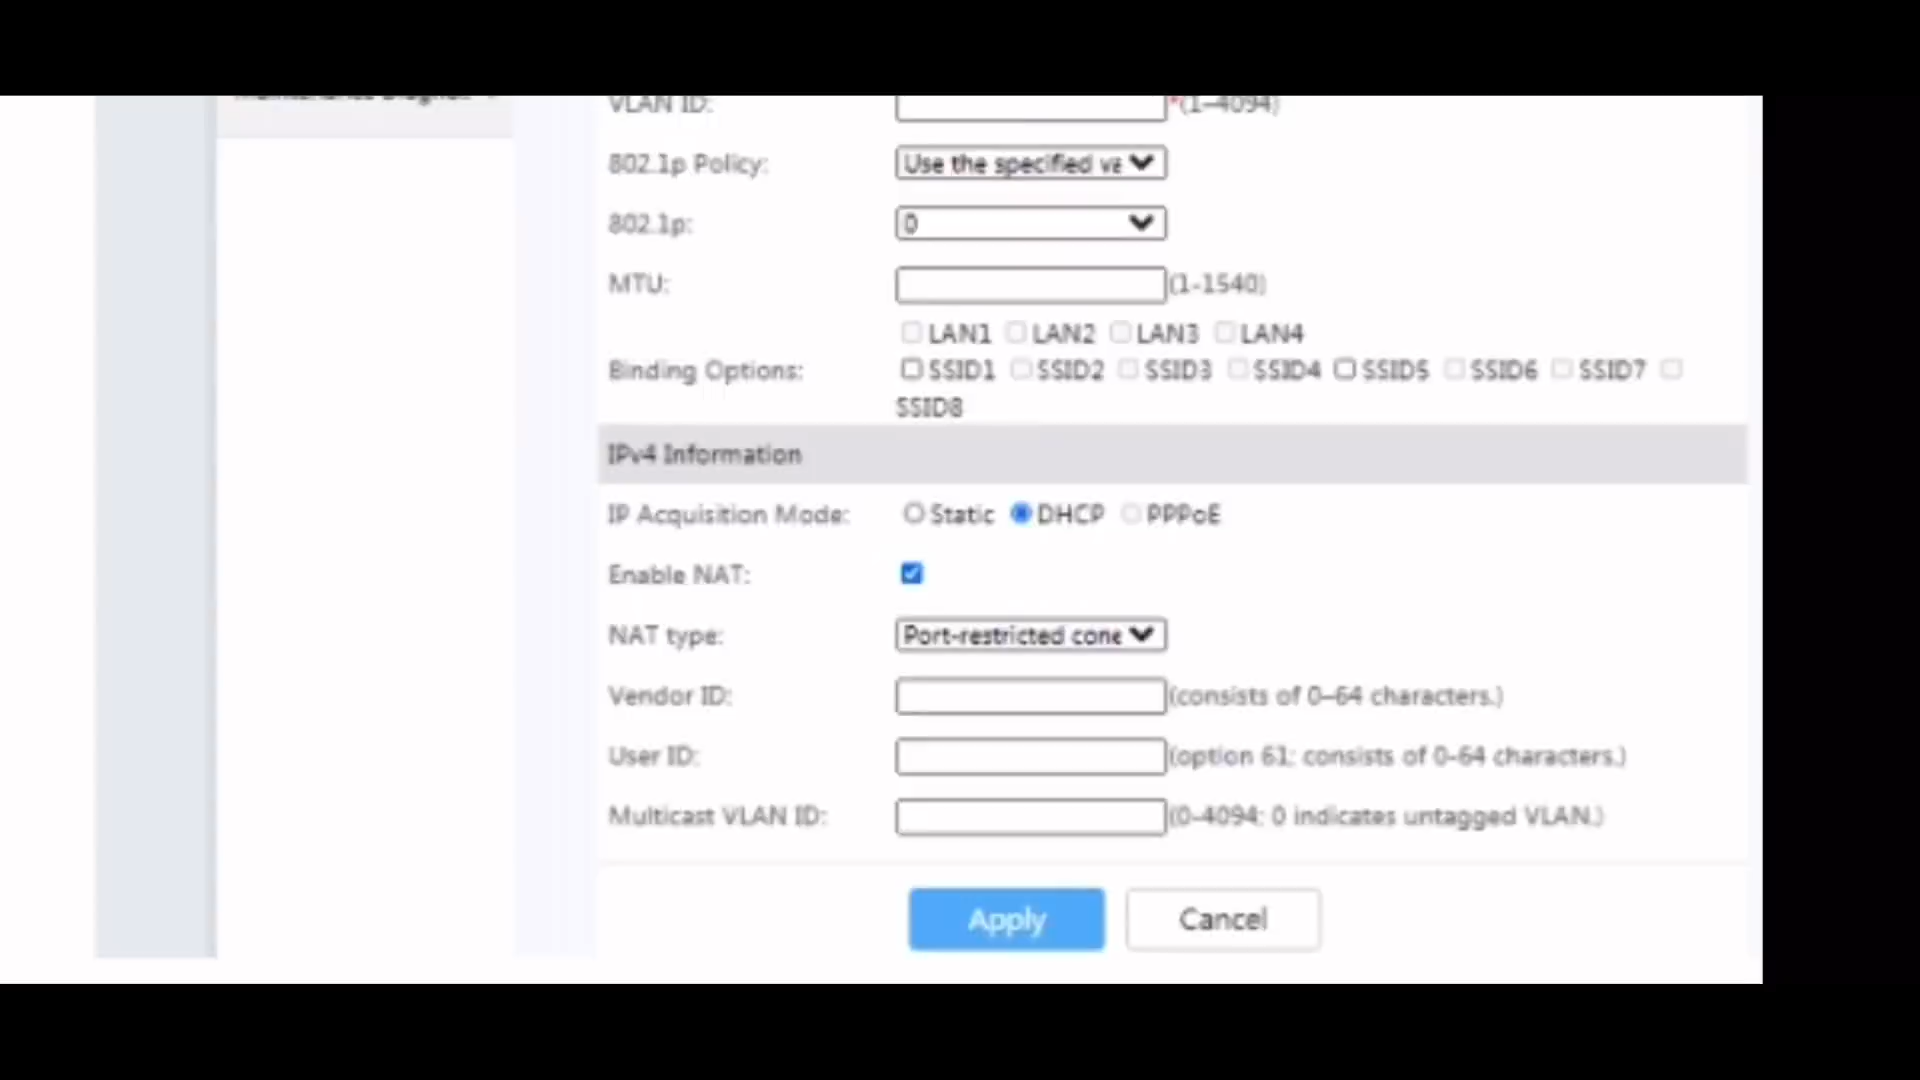 VLAN ID: *(1–4094)
802.1p Policy: Use the specified va
802.1p: 0
MTU: (1-1540)
LAN1 LAN2 LAN3 LAN4
Binding Options: SSID1 SSID2 SSID3 SSID4 SSID5 SSID6 SSID7
SSID8
IPv4 Information
IP Acquisition Mode: Static DHCP PPPoE
Enable NAT:
NAT type: Port-restricted cone
Vendor ID: (consists of 0–64 characters.)
User ID: (option 61; consists of 0-64 characters.)
Multicast VLAN ID: (0-4094; 0 indicates untagged VLAN.)
Apply Cancel